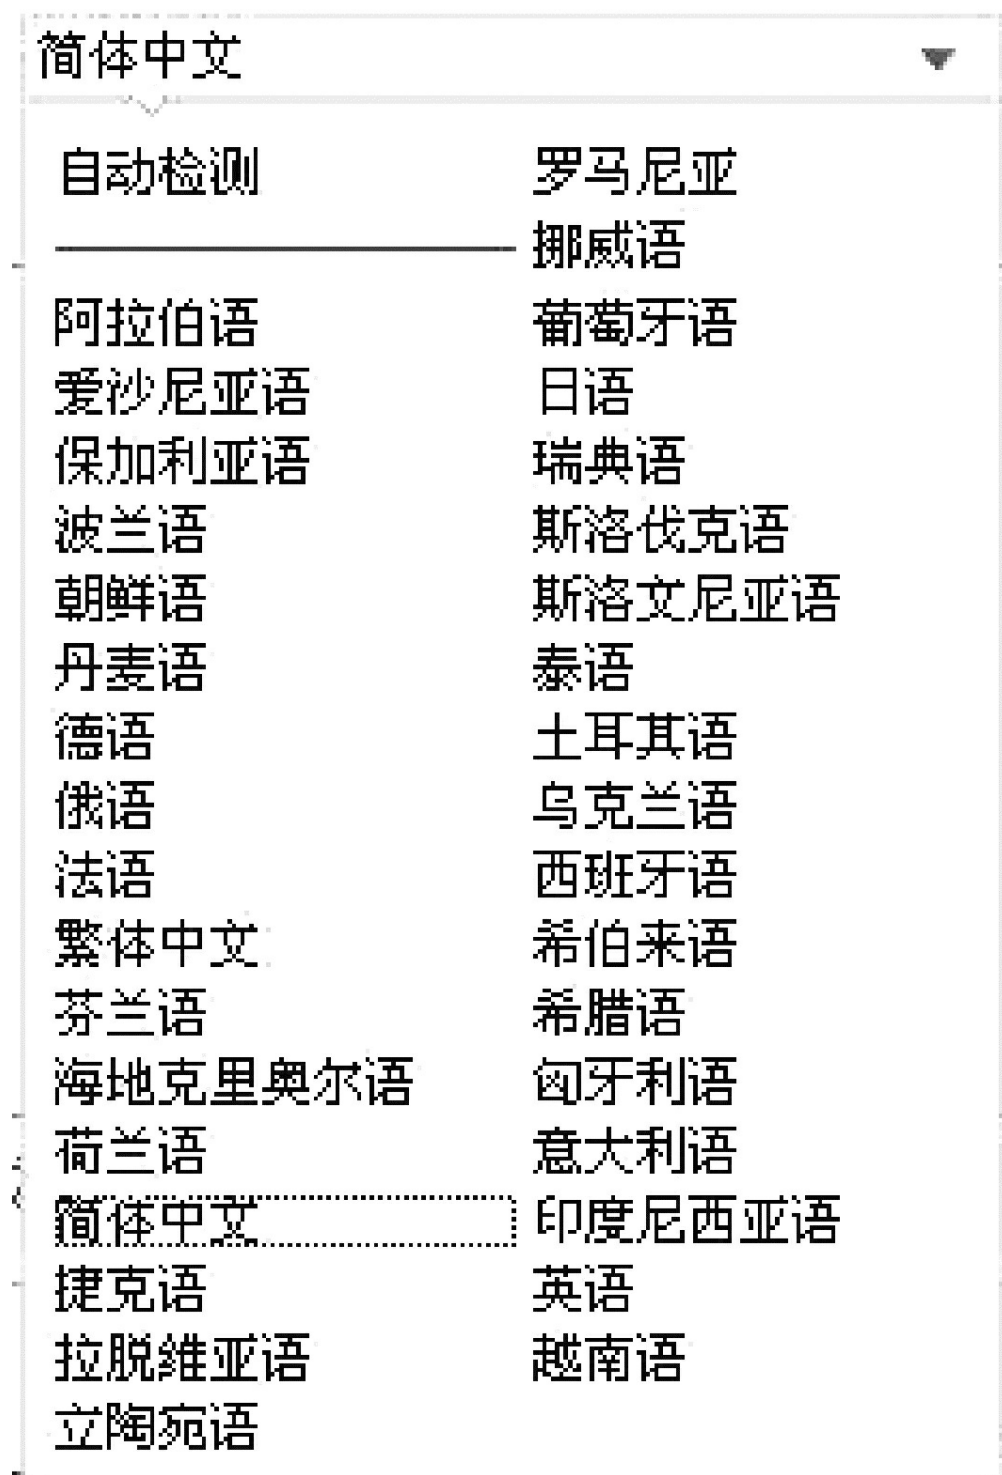 简体中文
自动检测
阿拉伯语
爱沙尼亚语
保加利亚语
波兰语
朝鲜语
丹麦语
德语
俄语
法语
繁体中文
芬兰语
海地克里奥尔语
荷兰语
简体中文
捷克语
拉脱维亚语
立陶宛语
罗马尼亚
挪威语
葡萄牙语
日语
瑞典语
斯洛伐克语
斯洛文尼亚语
泰语
土耳其语
乌克兰语
西班牙语
希伯来语
希腊语
匈牙利语
意大利语
印度尼西亚语
英语
越南语